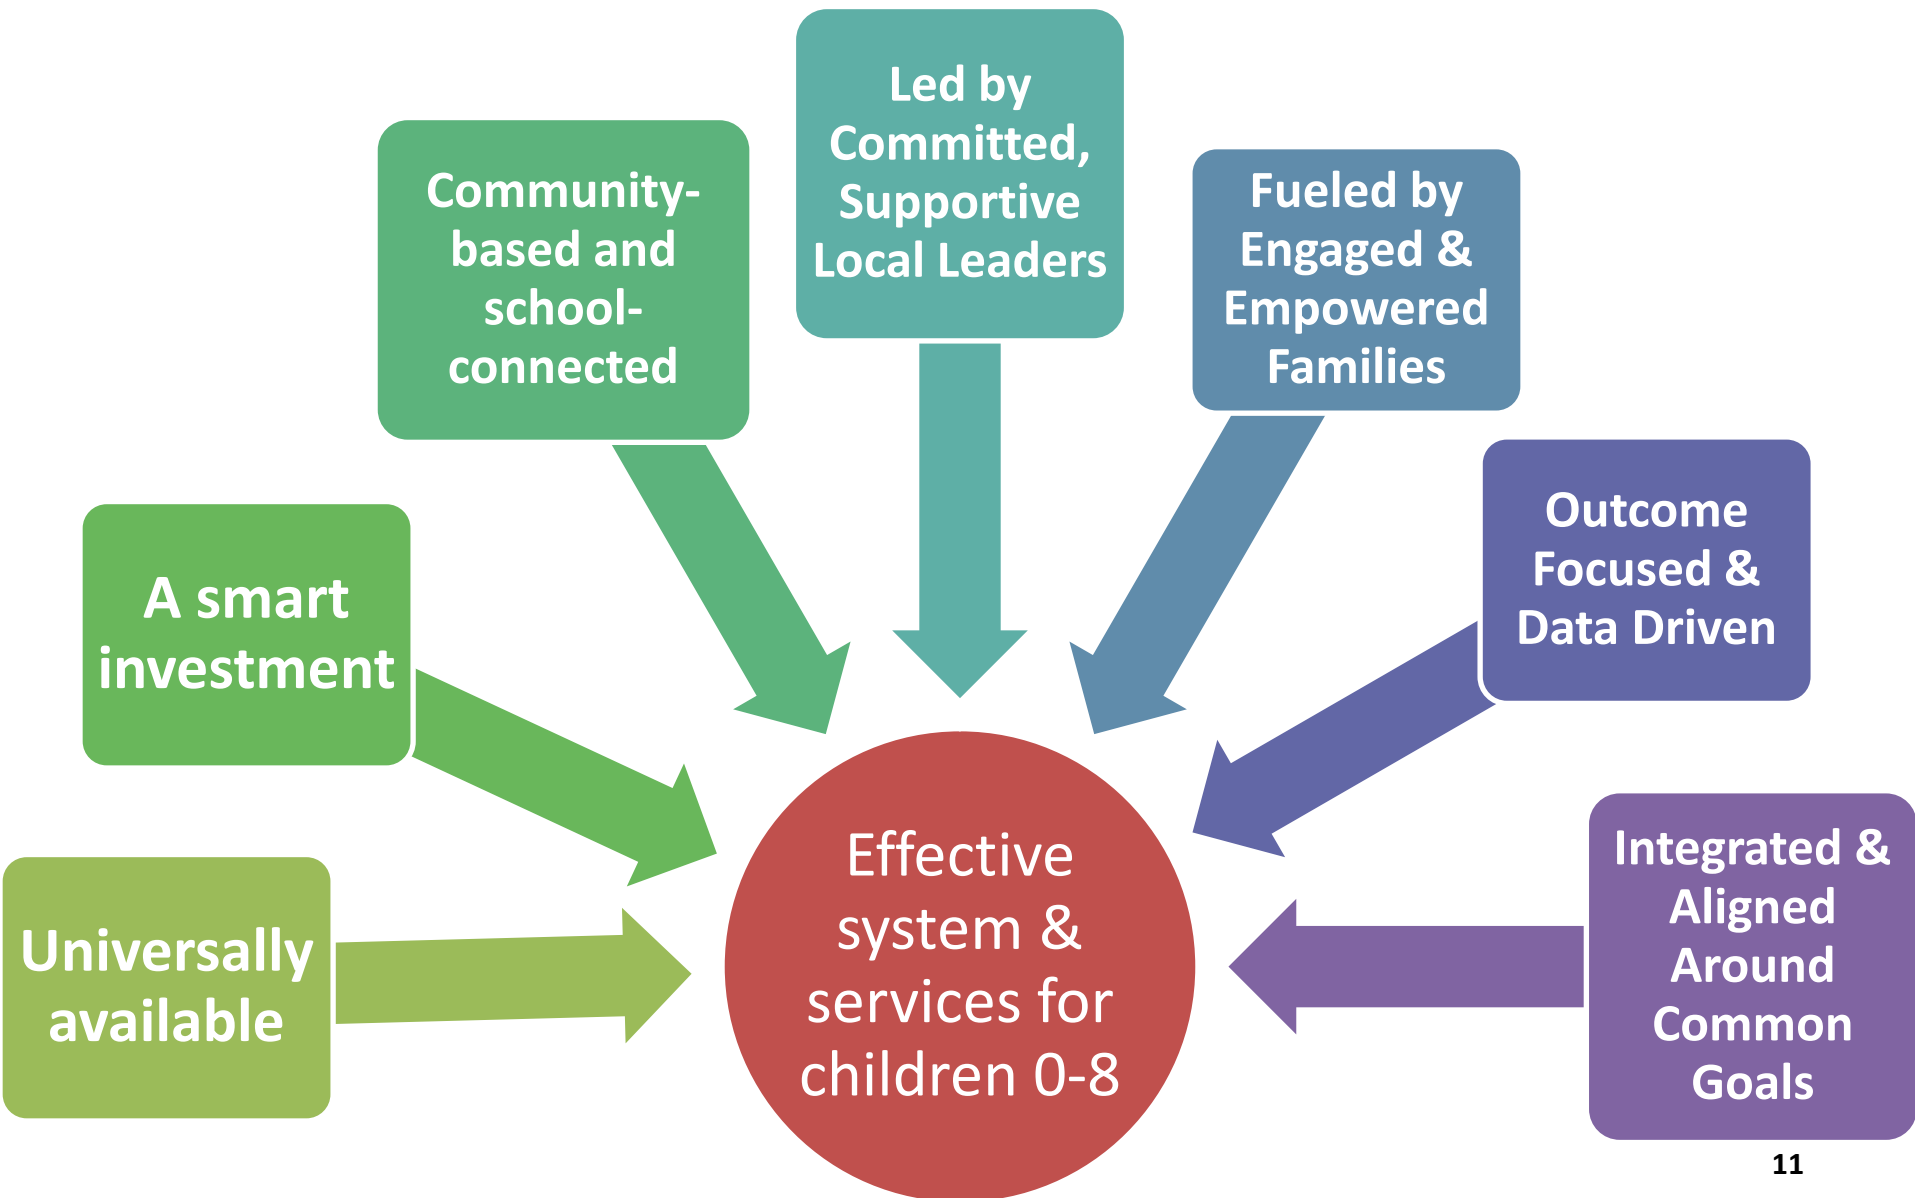 Led by
Committed,
Supportive
Local Leaders
Community-
based and
school-
connected
Fueled by
Engaged &
Empowered
Families
A smart
investment
Outcome
Focused &
Data Driven
Universally
available
Effective
system &
services for
children 0-8
Integrated &
Aligned
Around
Common
Goals
11